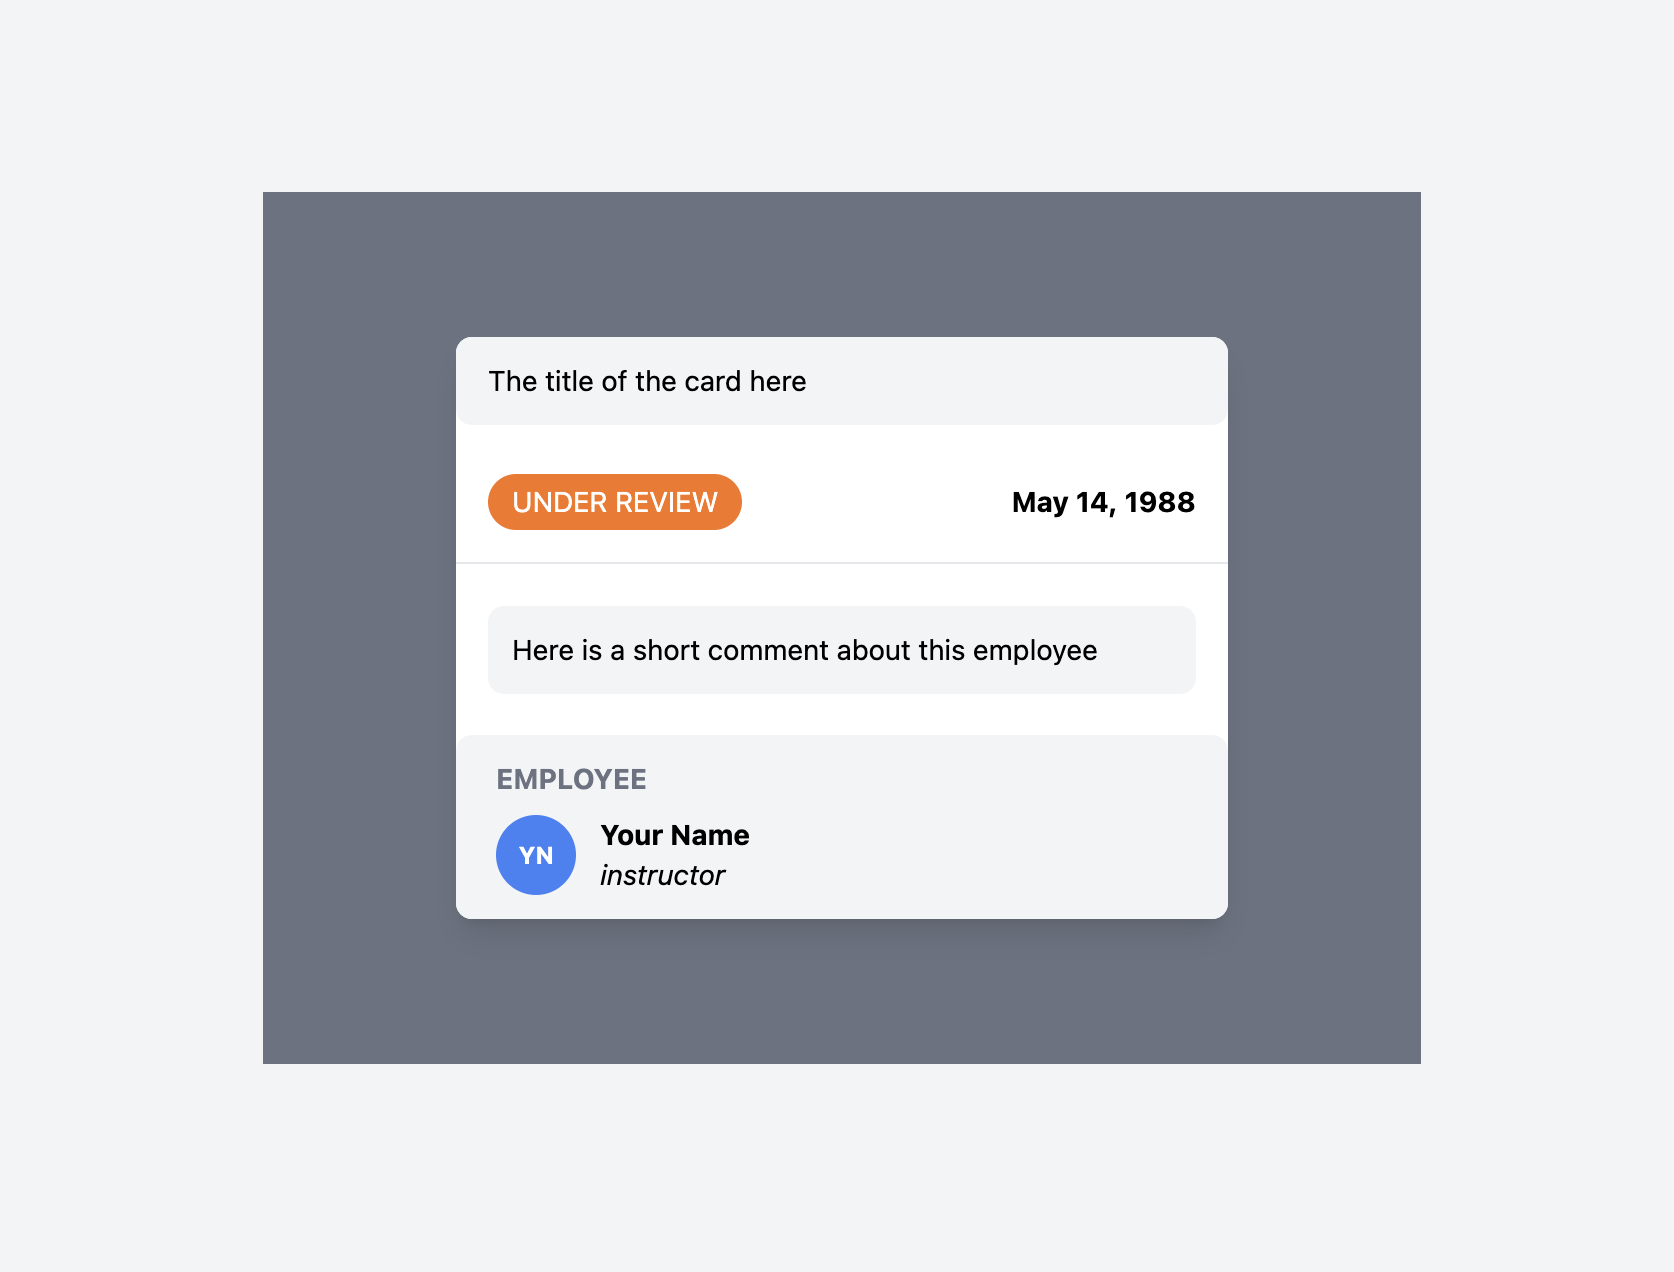 The title of the card here
UNDER REVIEW
May 14, 1988
Here is a short comment about this employee
EMPLOYEE
YN
Your Name
instructor